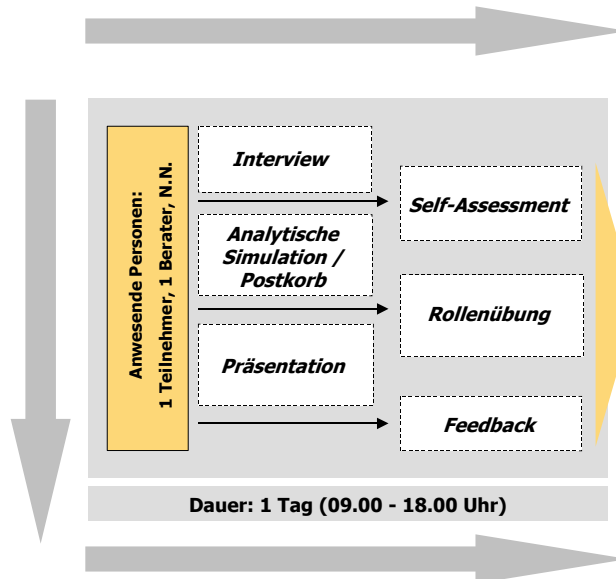 Anwesende Personen:
1 Teilnehmer, 1 Berater, N.N.
Interview
Analytische
Simulation /
Postkorb
Präsentation
Self-Assessment
Rollenübung
Feedback
Dauer: 1 Tag (09.00 - 18.00 Uhr)